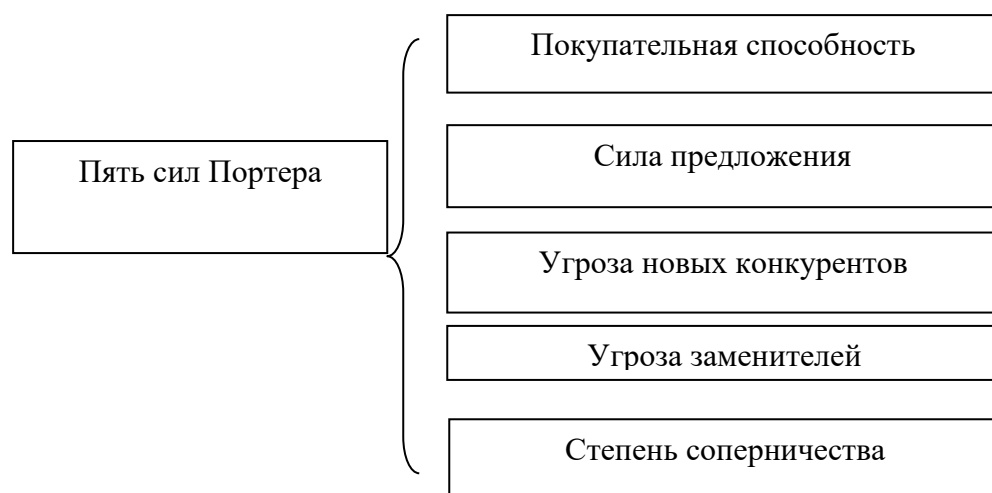 Пять сил Портера
Покупательная способность
Сила предложения
Угроза новых конкурентов
Угроза заменителей
Степень соперничества